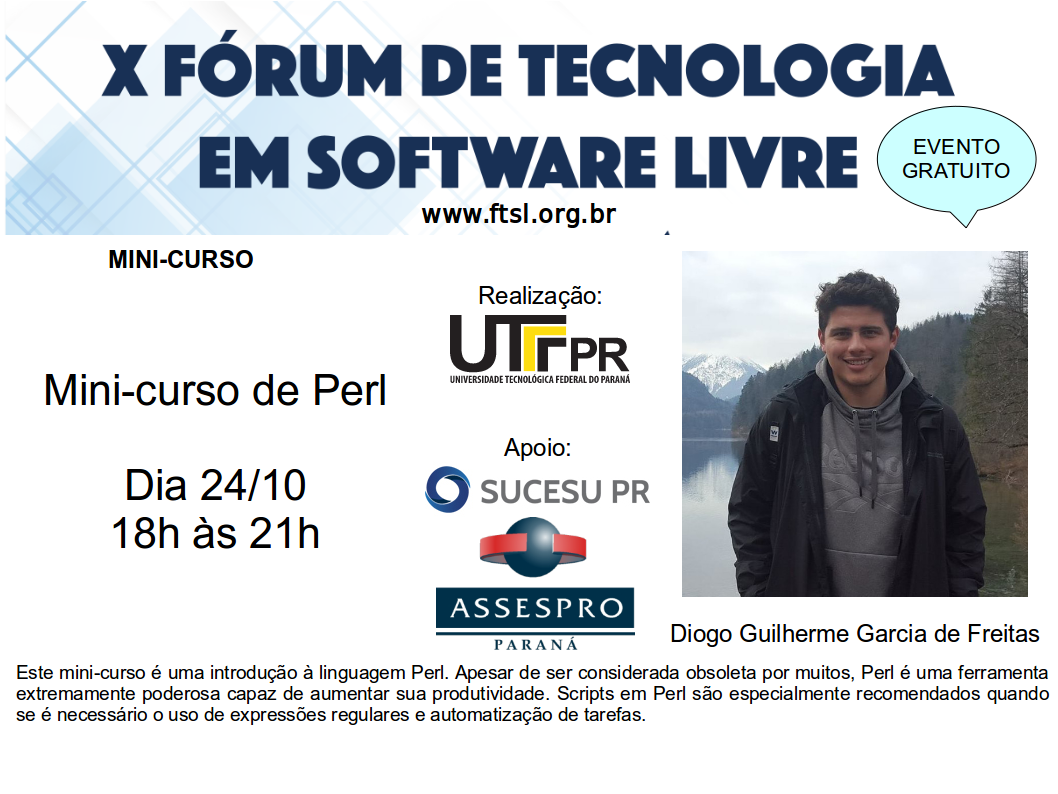 X FÓRUM DE TECNOLOGIA
EM SOFTWARE LIVRE
EVENTO
GRATUITO
www.ftsl.org.br
MINI-CURSO
Mini-curso de Perl
Dia 24/10
18h às 21h
Realização:
UTFPR
UNIVERSIDADE TECNOLÓGICA FEDERAL DO PARANÁ
Apoio:
SUCESU PR
ASSESPRO
PARANÁ
Diogo Guilherme Garcia de Freitas
Este mini-curso é uma introdução à linguagem Perl. Apesar de ser considerada obsoleta por muitos, Perl é uma ferramenta
extremamente poderosa capaz de aumentar sua produtividade. Scripts em Perl são especialmente recomendados quando
se é necessário o uso de expressões regulares e automatização de tarefas.